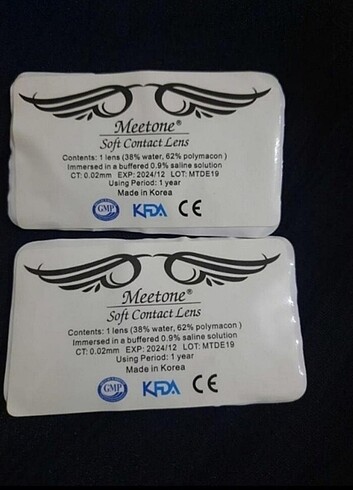 Meetone®
Soft Contact Lens
Contents: 1 lens (38% water, 62% polymacon)
Immersed in a buffered 0.9% saline solution
CT: 0.02mm EXP: 2024/12 LOT: MTDE19
Using Period: 1 year
Made in Korea
GMP KFDA CE
Meetone®
Soft Contact Lens
Contents: 1 lens (38% water, 62% polymacon)
Immersed in a buffered 0.9% saline solution
CT: 0.02mm EXP: 2024/12 LOT: MTDE19
Using Period: 1 year
Made in Korea
GMP KFDA CE